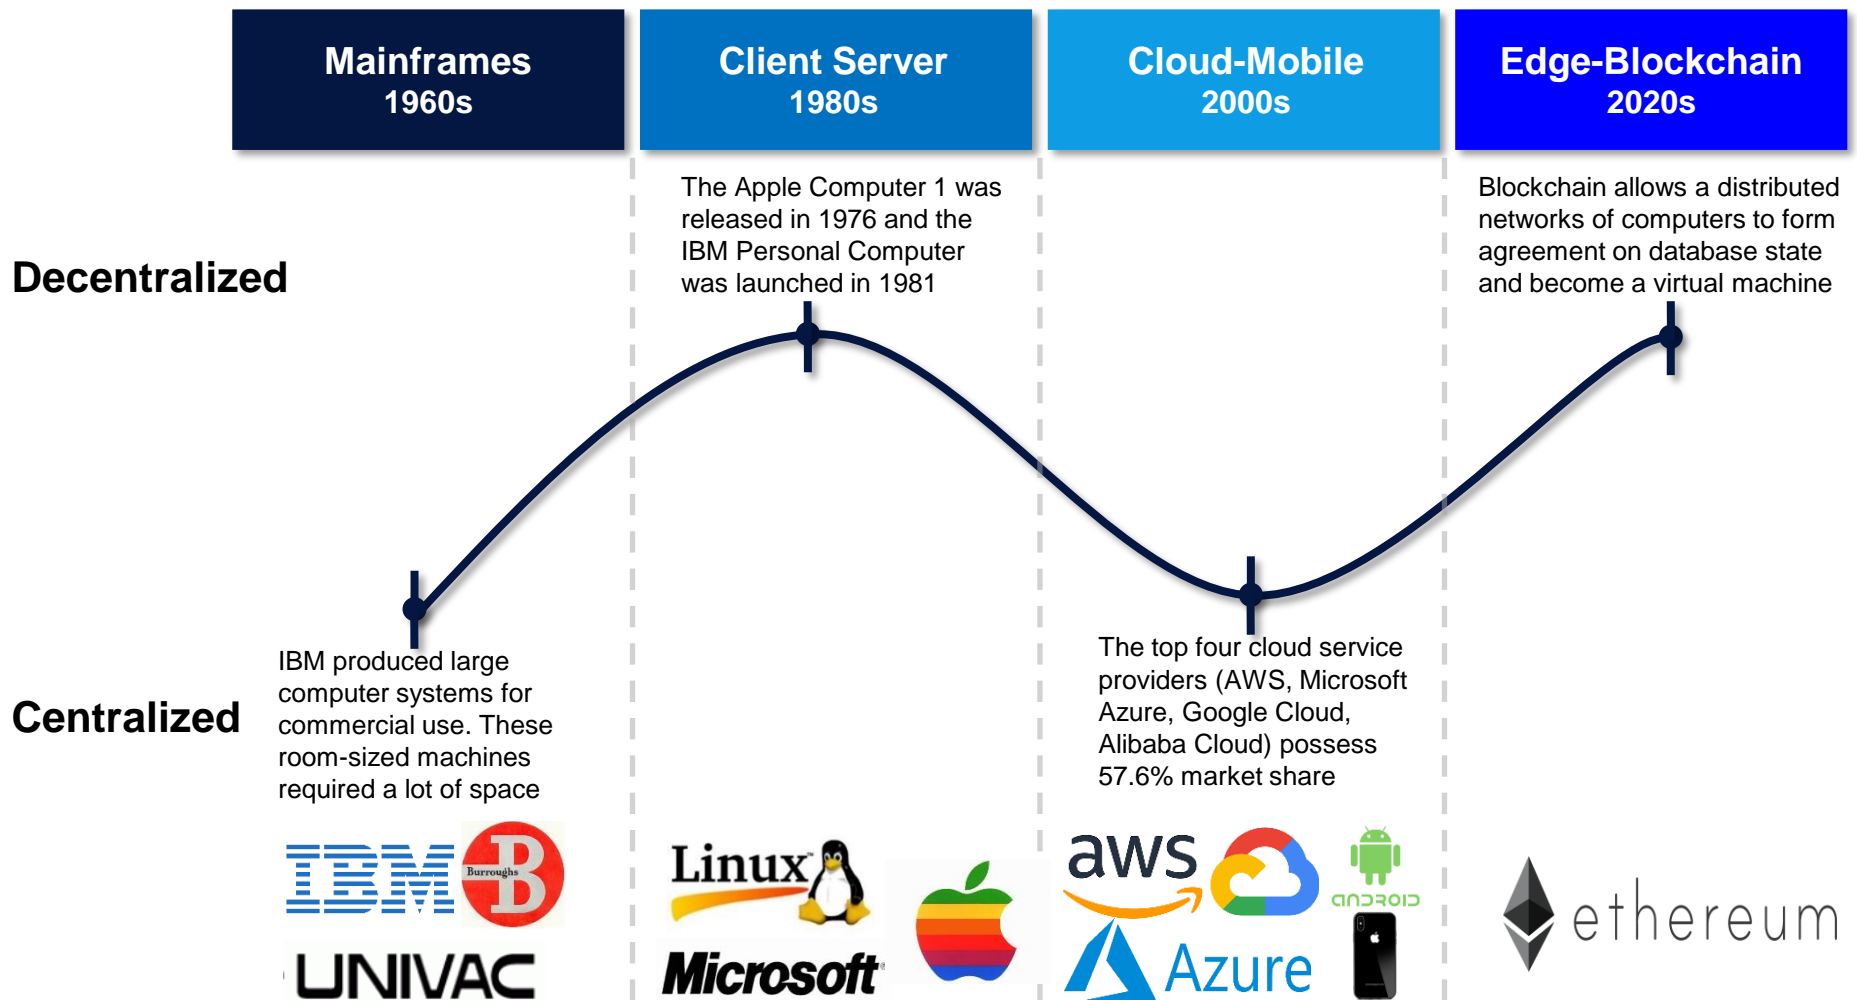 Mainframes
1960s
Client Server
1980s
Cloud-Mobile
2000s
Edge-Blockchain
2020s
Decentralized
The Apple Computer 1 was
released in 1976 and the
IBM Personal Computer
was launched in 1981
Blockchain allows a distributed
networks of computers to form
agreement on database state
and become a virtual machine
Centralized
IBM produced large
computer systems for
commercial use. These
room-sized machines
required a lot of space
The top four cloud service
providers (AWS, Microsoft
Azure, Google Cloud,
Alibaba Cloud) possess
57.6% market share
IBM
Burroughs
B
UNIVAC
Linux
Microsoft
aws
android
Azure
ethereum